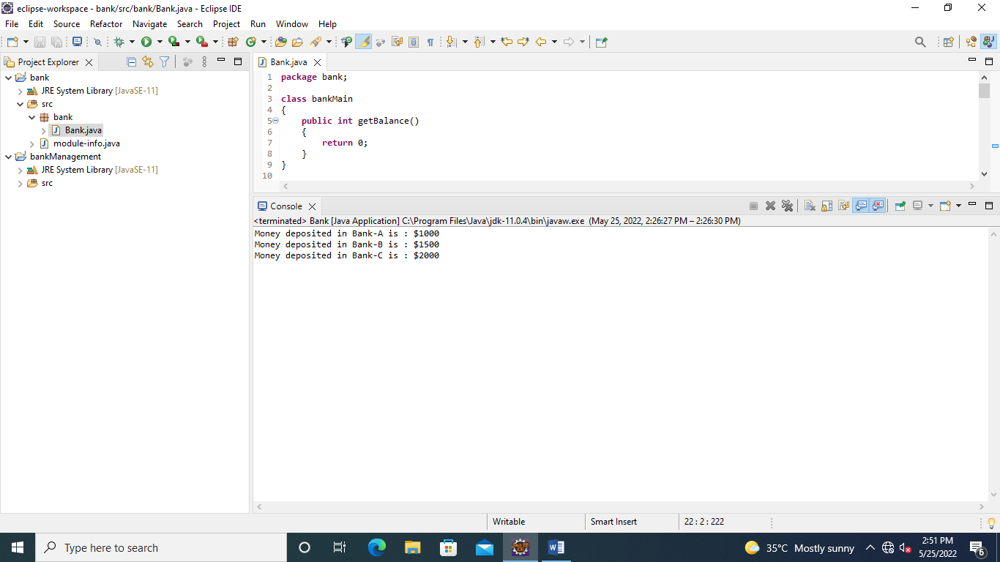 eclipse-workspace - bank/src/bank/Bank.java - Eclipse IDE
File Edit Source Refactor Navigate Search Project Run Window Help
Project Explorer
bank
JRE System Library [JavaSE-11]
src
bank
Bank.java
module-info.java
bankManagement
JRE System Library [JavaSE-11]
src
Bank.java
1 package bank;
2
3 class bankMain
4 {
5 public int getBalance()
6 {
7 return 0;
8 }
9 }
10
Console
<terminated> Bank [Java Application] C:\Program Files\Java\jdk-11.0.4\bin\javaw.exe (May 25, 2022, 2:26:27 PM – 2:26:30 PM)
Money deposited in Bank-A is : $1000
Money deposited in Bank-B is : $1500
Money deposited in Bank-C is : $2000
Writable Smart Insert 22 : 2 : 222
Type here to search
JAVA EE
IDE
W
35°C Mostly sunny
2:51 PM
5/25/2022
6